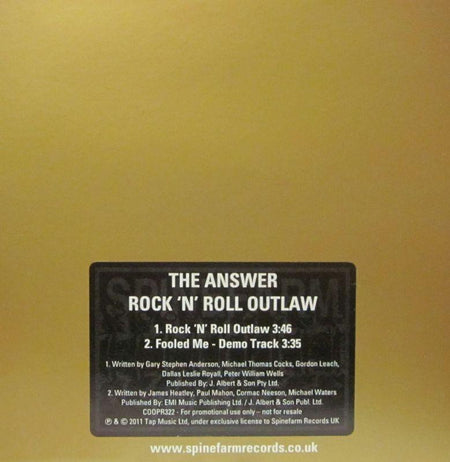 THE ANSWER
ROCK 'N' ROLL OUTLAW
1. Rock 'N' Roll Outlaw 3:46
2. Fooled Me - Demo Track 3:35
1. Written by Gary Stephen Anderson, Michael Thomas Cocks, Gordon Leach,
Dallas Leslie Royall, Peter William Wells
Published By: J. Albert & Son Pty Ltd.
2. Written by James Heatley, Paul Mahon, Cormac Neeson, Michael Waters
Published By: EMI Music Publishing Ltd. / J. Albert & Son Publ. Ltd.
CDDPR322 - For promotional use only – not for resale
℗ & © 2011 Tap Music Ltd, under exclusive license to Spinefarm Records UK
www.spinefarmrecords.co.uk